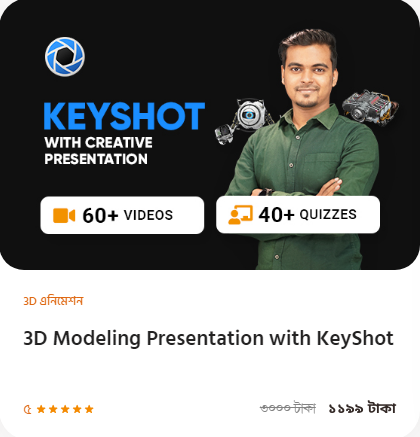 KEYSHOT
WITH CREATIVE
PRESENTATION
60+ VIDEOS
40+ QUIZZES
3D এনিমেশন
3D Modeling Presentation with KeyShot
৫ ★★★★★
৩০০০ টাকা ১১৯৯ টাকা